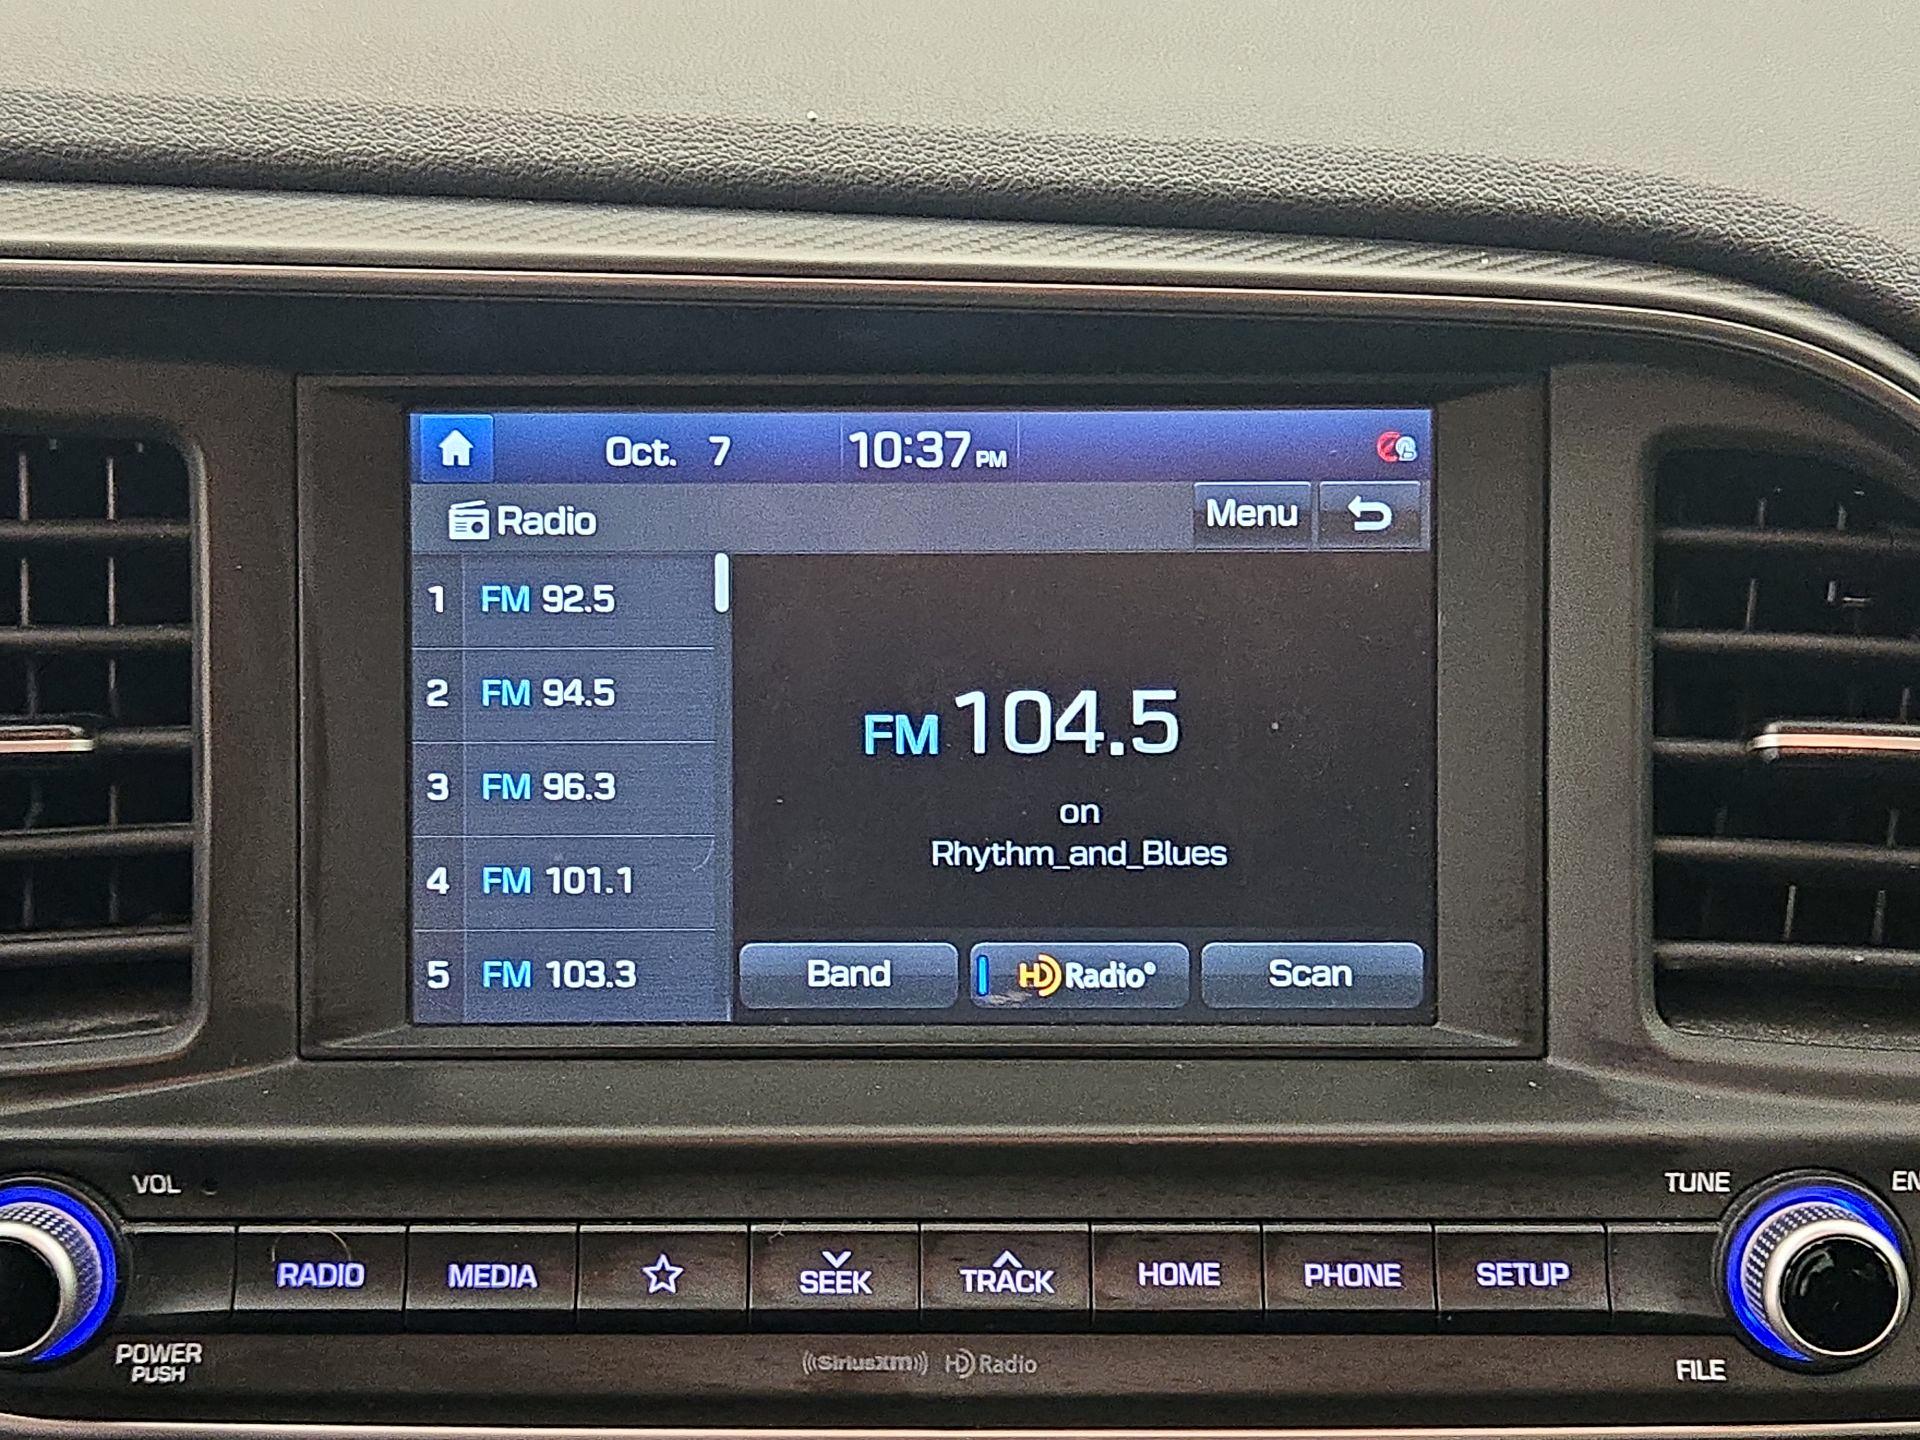 Oct. 7
10:37 PM
Radio
Menu
1 FM 92.5
2 FM 94.5
3 FM 96.3
4 FM 101.1
5 FM 103.3
FM 104.5
on
Rhythm_and_Blues
Band
HD Radio®
Scan
VOL
TUNE
RADIO
MEDIA
SEEK
TRACK
HOME
PHONE
SETUP
POWER
PUSH
FILE
((SiriusXM)) HD Radio